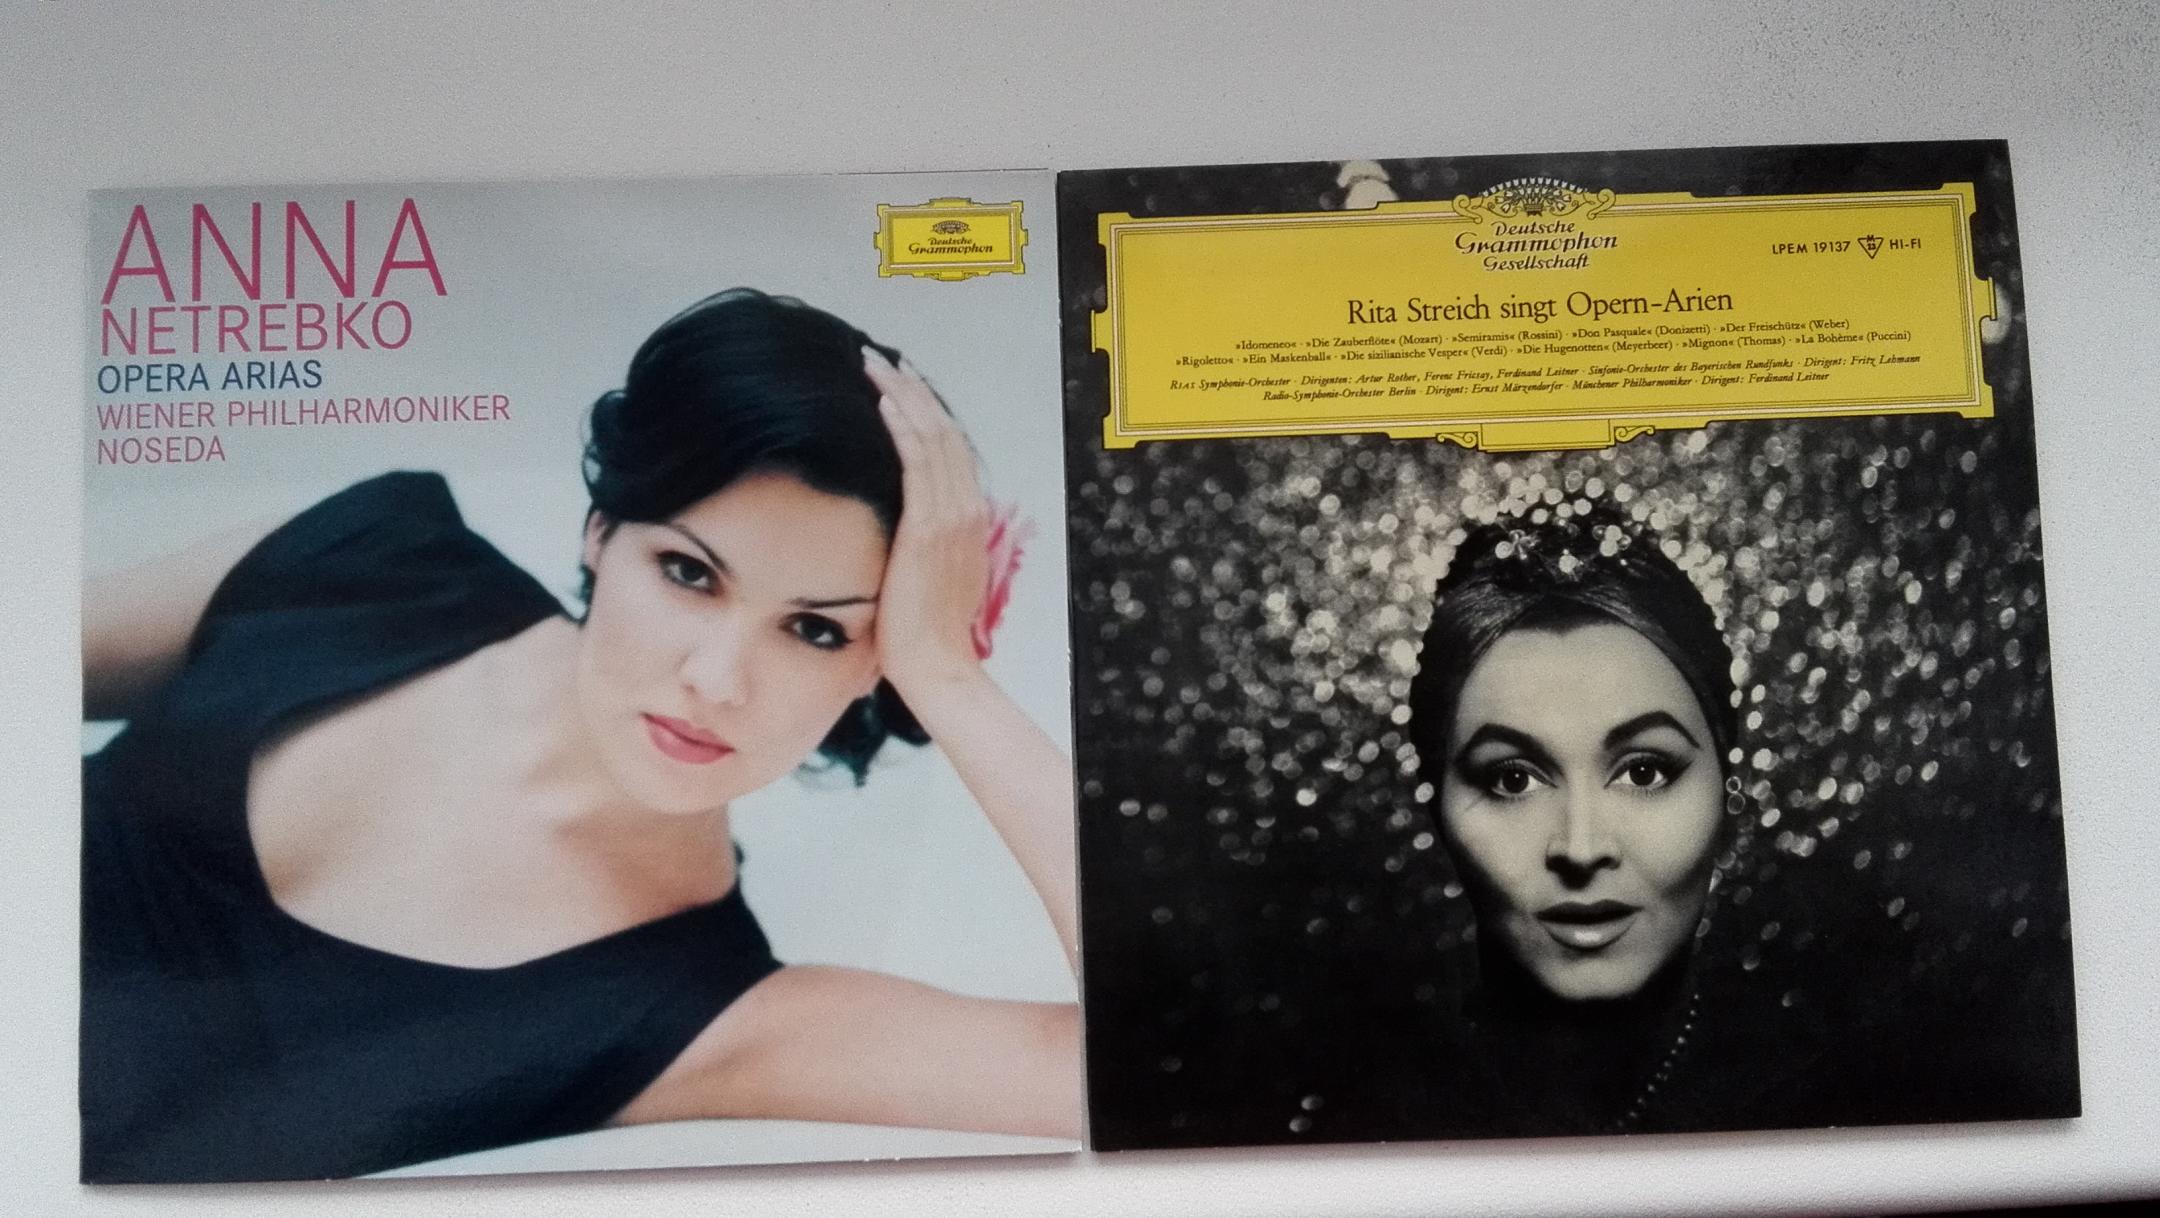 ANNA
NETREBKO
OPERA ARIAS
WIENER PHILHARMONIKER
NOSEDA
Deutsche
Grammophon
Deutsche
Grammophon
Gesellschaft
LPEM 19137 HI-FI
Rita Streich singt Opern-Arien
»Idomeneo« · »Die Zauberflöte« (Mozart) · »Semiramis« (Rossini) · »Don Pasquale« (Donizetti) · »Der Freischütz« (Weber)
»Rigoletto« · »Ein Maskenball« · »Die sizilianische Vesper« (Verdi) · »Die Hugenotten« (Meyerbeer) · »Mignon« (Thomas) · »La Bohème« (Puccini)
RIAS Symphonie-Orchester · Dirigenten: Artur Rother, Ferenc Fricsay, Ferdinand Leitner · Sinfonie-Orchester des Bayerischen Rundfunks · Dirigent: Fritz Lehmann
Radio-Symphonie-Orchester Berlin · Dirigent: Ernst Märzendorfer · Münchener Philharmoniker · Dirigent: Ferdinand Leitner